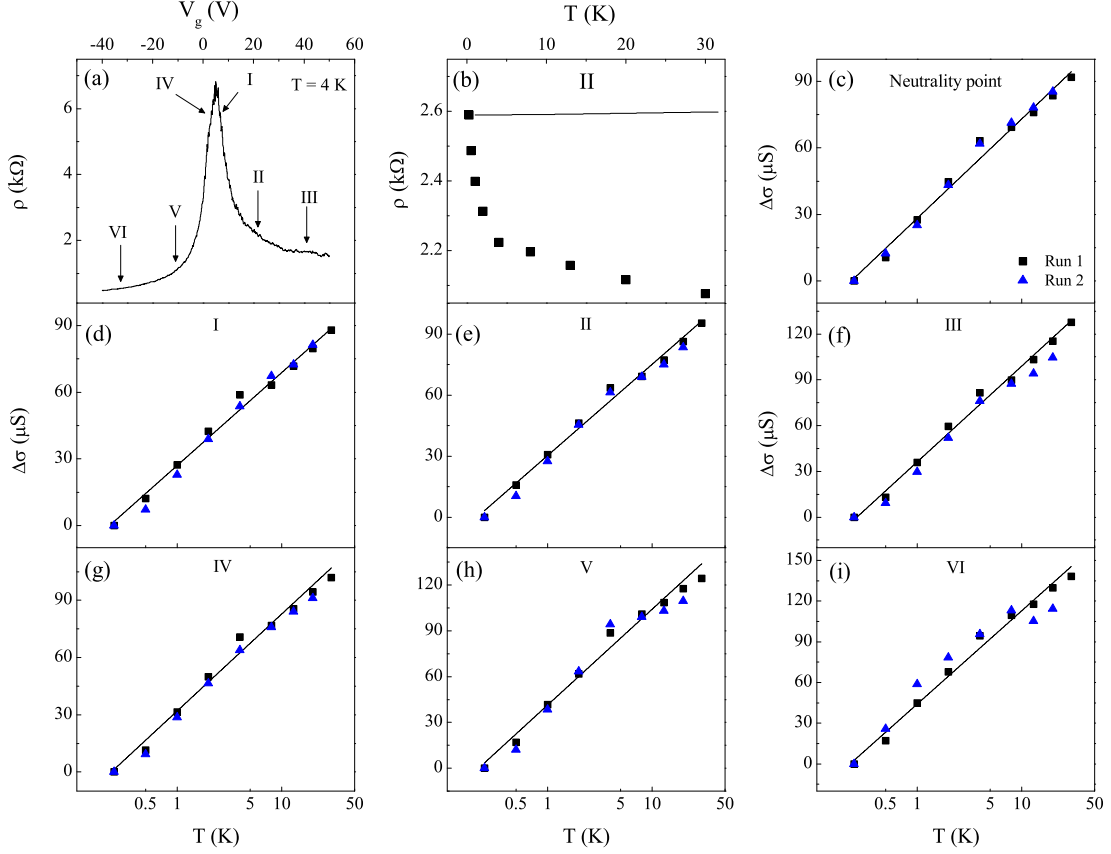 V_g (V)
-40 -20 0 20 40 60
(a)
IV
I
T = 4 K
II
III
V
VI
6
4
2
ρ (kΩ)
T (K)
0 10 20 30
(b)
II
2.6
2.4
2.2
ρ (kΩ)
(c)
Neutrality point
90
60
30
0
Δσ (μS)
Run 1
Run 2
(d)
I
90
60
30
0
Δσ (μS)
(e)
II
90
60
30
0
(f)
III
120
90
60
30
0
Δσ (μS)
(g)
IV
90
60
30
0
0.5 1 10 50
T (K)
(h)
V
120
90
60
30
0
0.5 1 10 50
T (K)
(i)
VI
150
120
90
60
30
0
0.5 1 10 50
T (K)